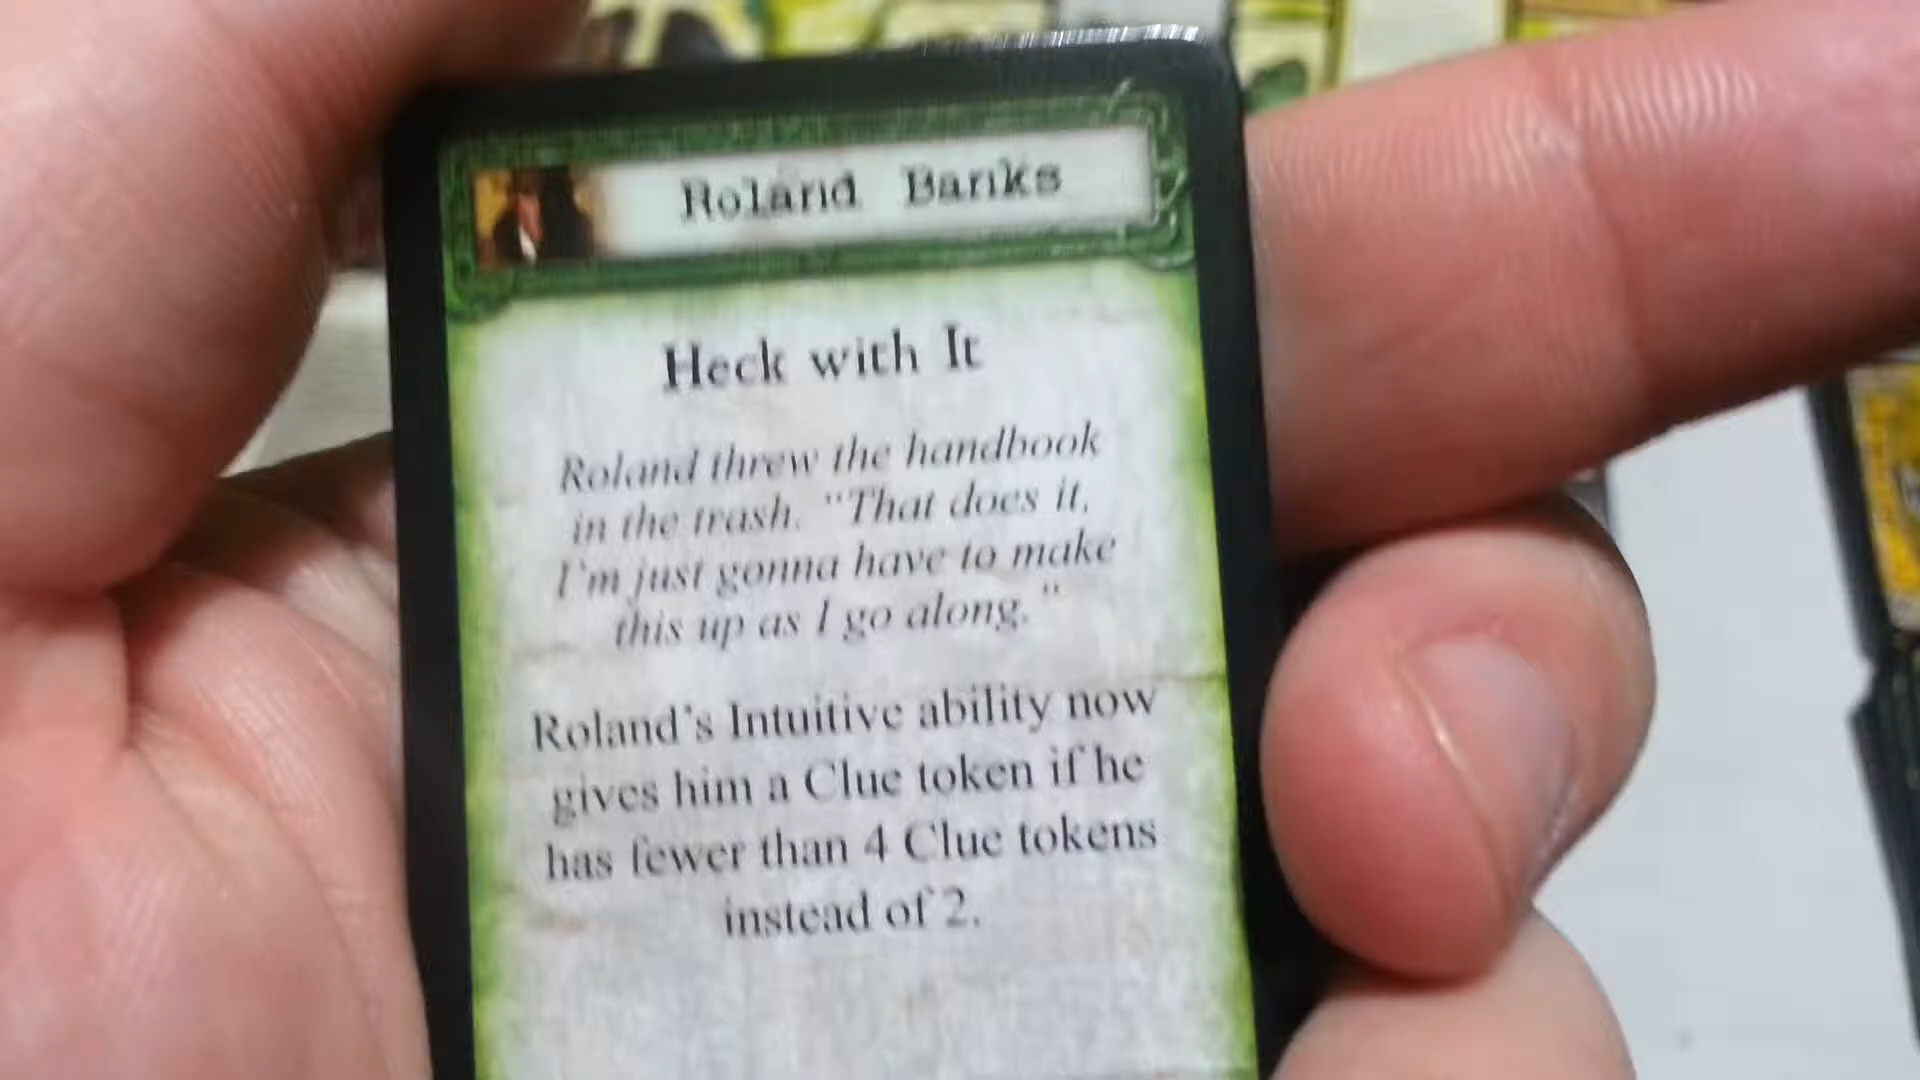 Roland Banks
Heck with It
Roland threw the handbook
in the trash. "That does it,
I'm just gonna have to make
this up as I go along."
Roland's Intuitive ability now
gives him a Clue token if he
has fewer than 4 Clue tokens
instead of 2.